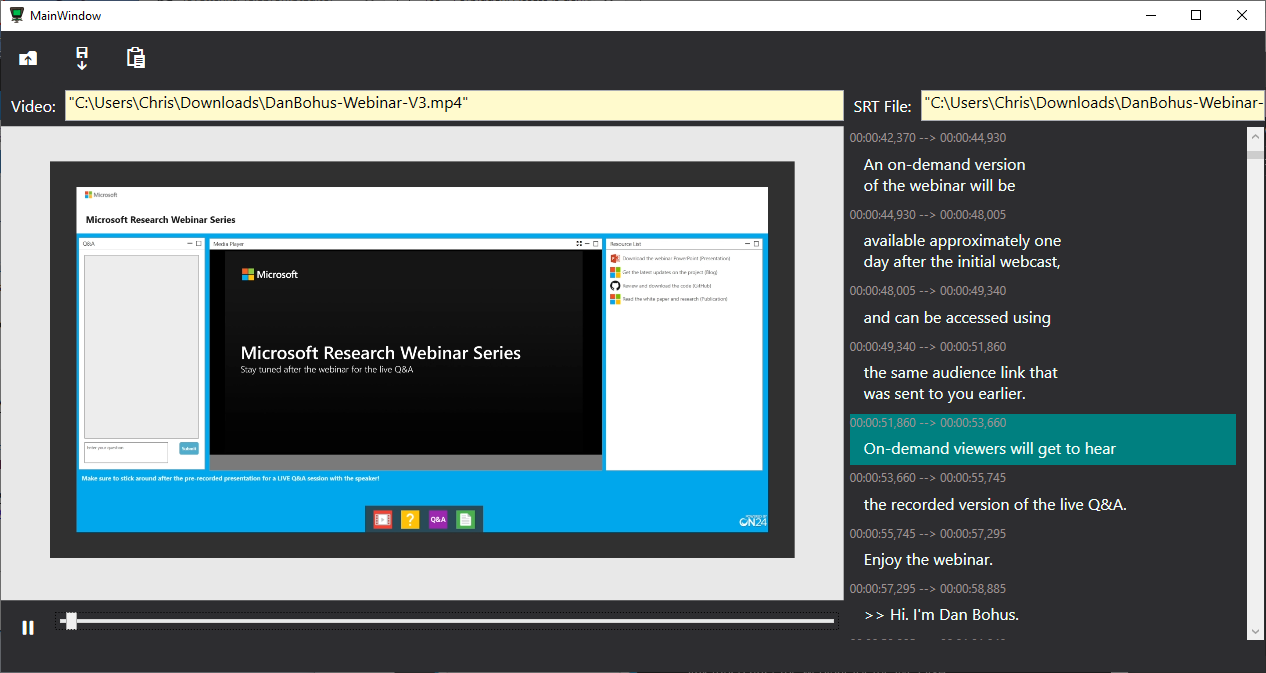 MainWindow
Video:
"C:\Users\Chris\Downloads\DanBohus-Webinar-V3.mp4"
SRT File:
"C:\Users\Chris\Downloads\DanBohus-Webinar-
Microsoft
Microsoft Research Webinar Series
Q&A
Enter your question
Submit
Media Player
Microsoft
Microsoft Research Webinar Series
Stay tuned after the webinar for the live Q&A
Resource List
Download the webinar PowerPoint (Presentation)
Get the latest updates on the project (Blog)
Review and download the code (GitHub)
Read the white paper and research (Publication)
Make sure to stick around after the pre-recorded presentation for a LIVE Q&A session with the speaker!
?
Q&A
POWERED BY
ON24
00:00:42,370 --> 00:00:44,930
An on-demand version
of the webinar will be
00:00:44,930 --> 00:00:48,005
available approximately one
day after the initial webcast,
00:00:48,005 --> 00:00:49,340
and can be accessed using
00:00:49,340 --> 00:00:51,860
the same audience link that
was sent to you earlier.
00:00:51,860 --> 00:00:53,660
On-demand viewers will get to hear
00:00:53,660 --> 00:00:55,745
the recorded version of the live Q&A.
00:00:55,745 --> 00:00:57,295
Enjoy the webinar.
00:00:57,295 --> 00:00:58,885
>> Hi. I'm Dan Bohus.